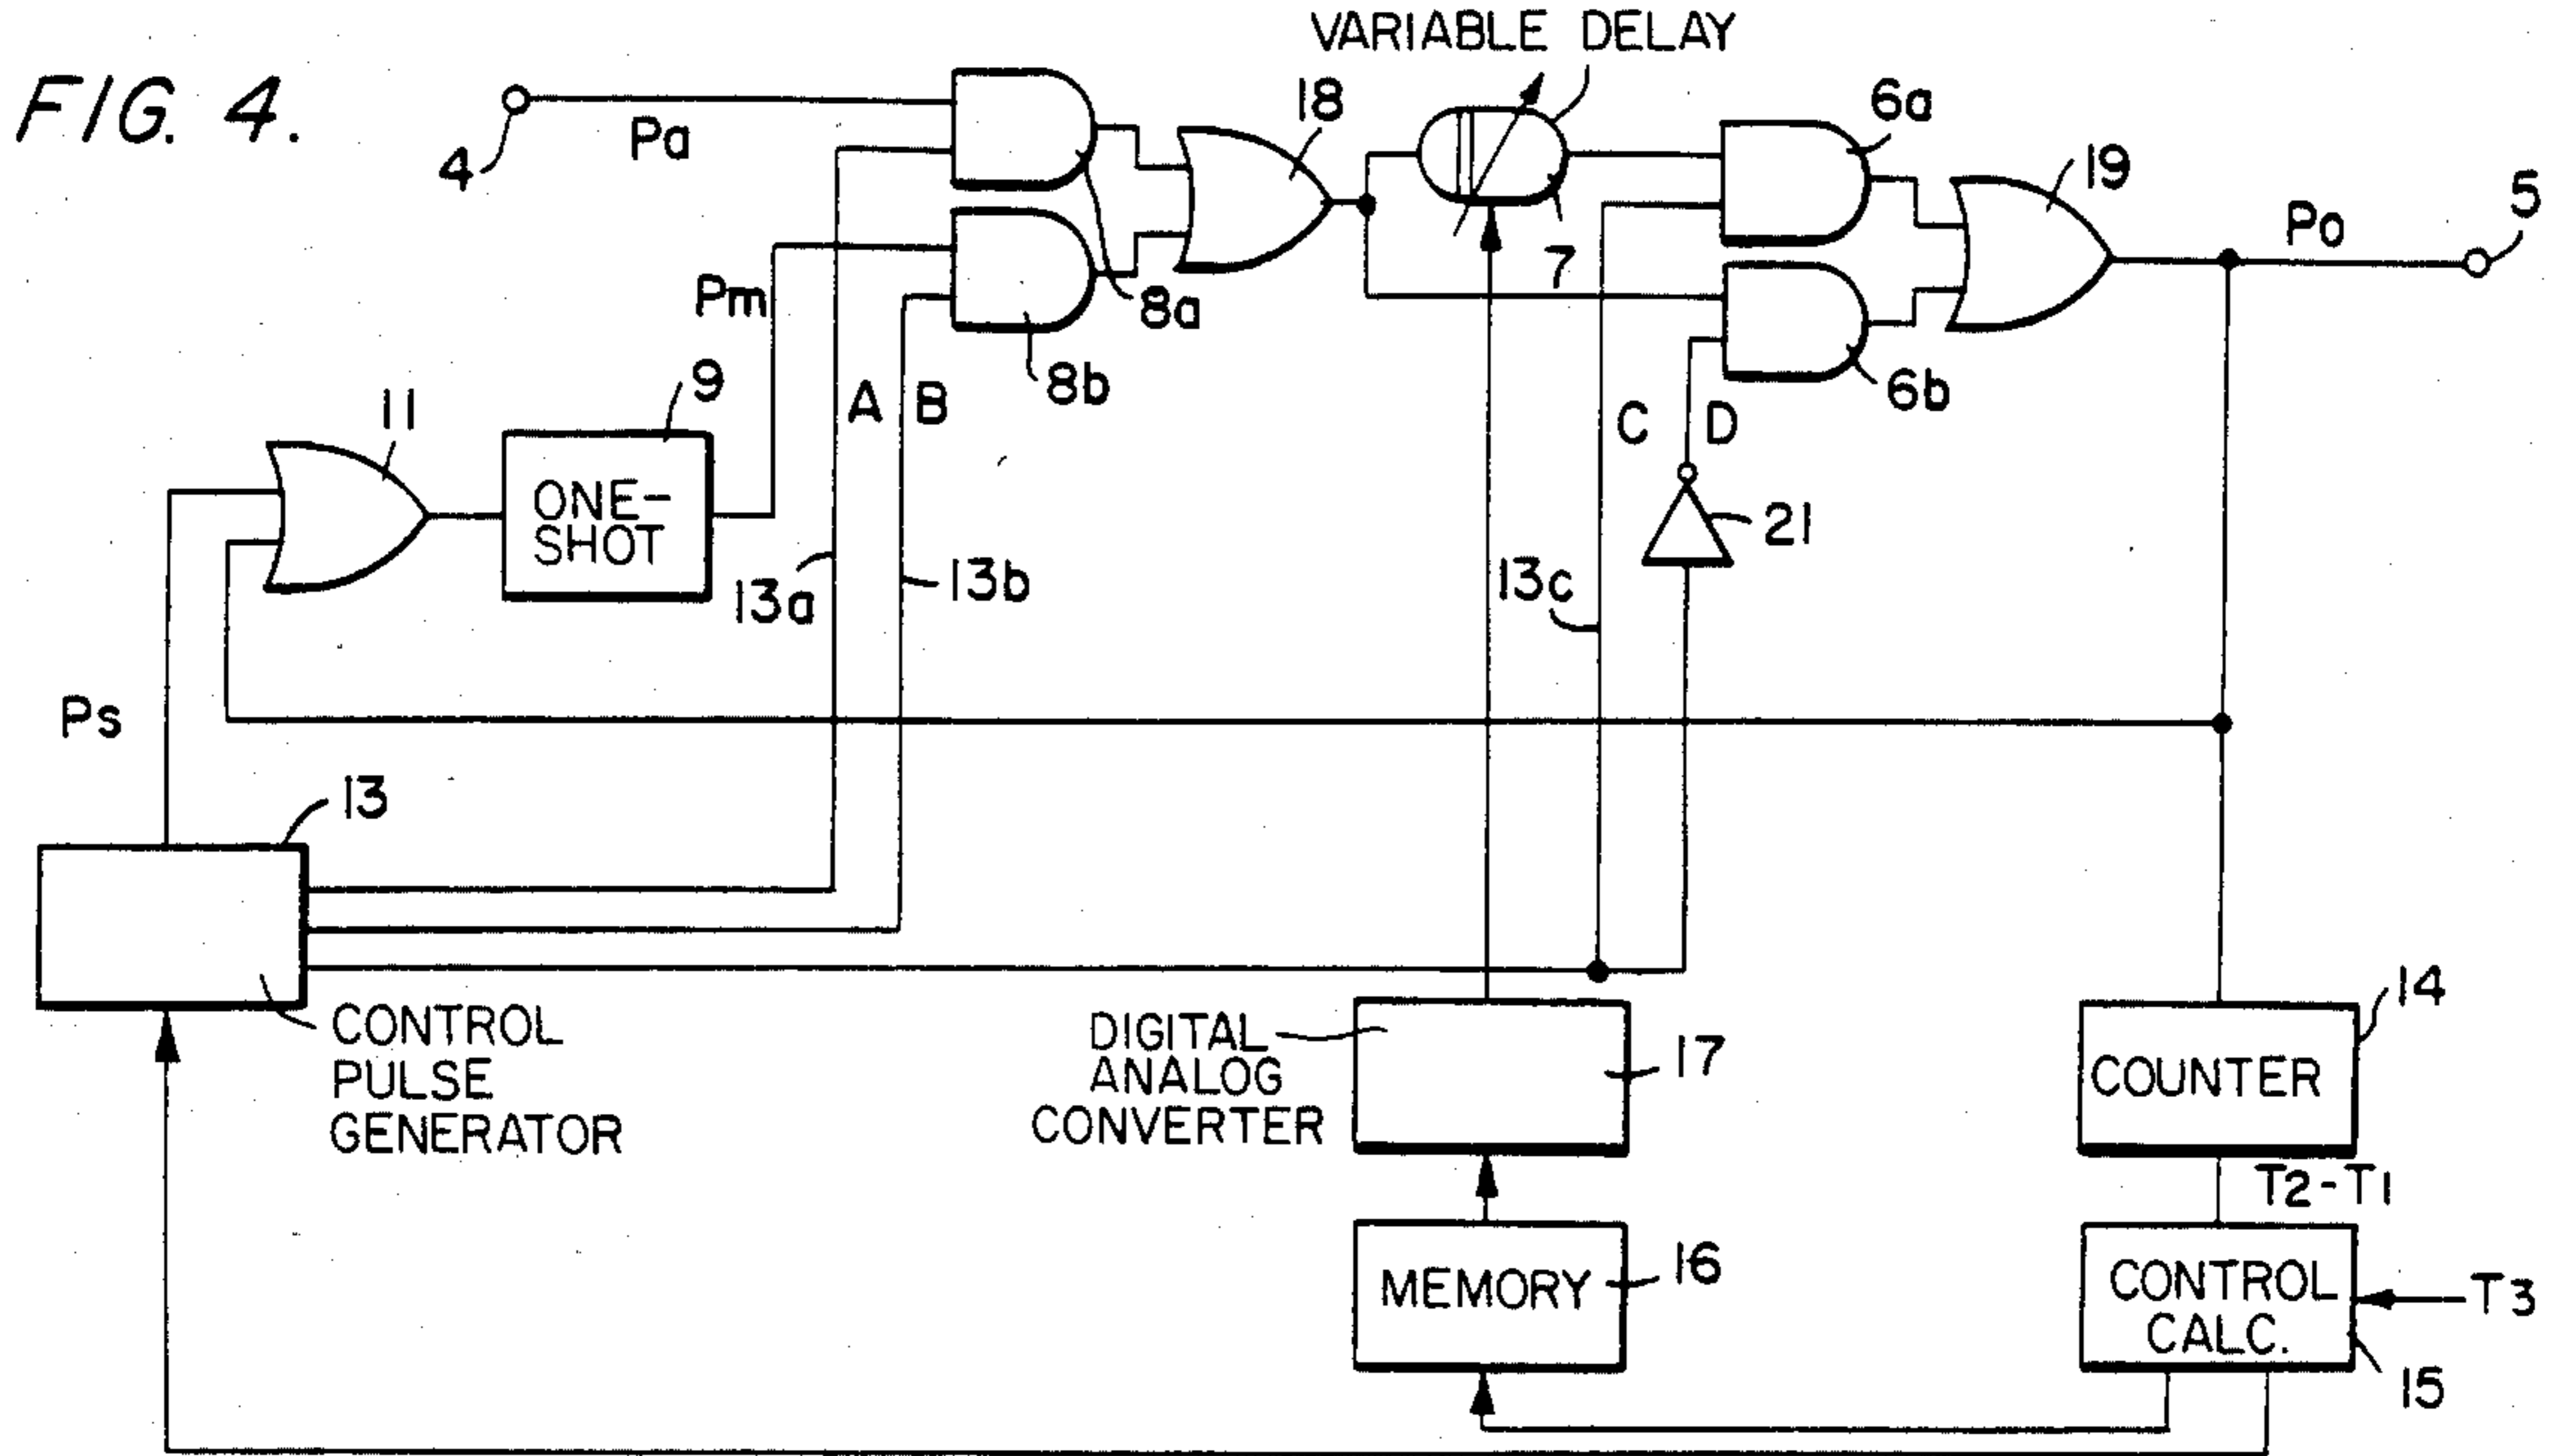 VARIABLE DELAY
FIG. 4.
4
Pa
18
6a
19
5
Po
7
8a
Pm
8b
6b
A B
C D
11
9
ONE-
SHOT
21
13a
13b
13c
Ps
13
CONTROL
PULSE
GENERATOR
DIGITAL
ANALOG
CONVERTER
17
14
COUNTER
T2-T1
MEMORY
16
CONTROL
CALC.
T3
15